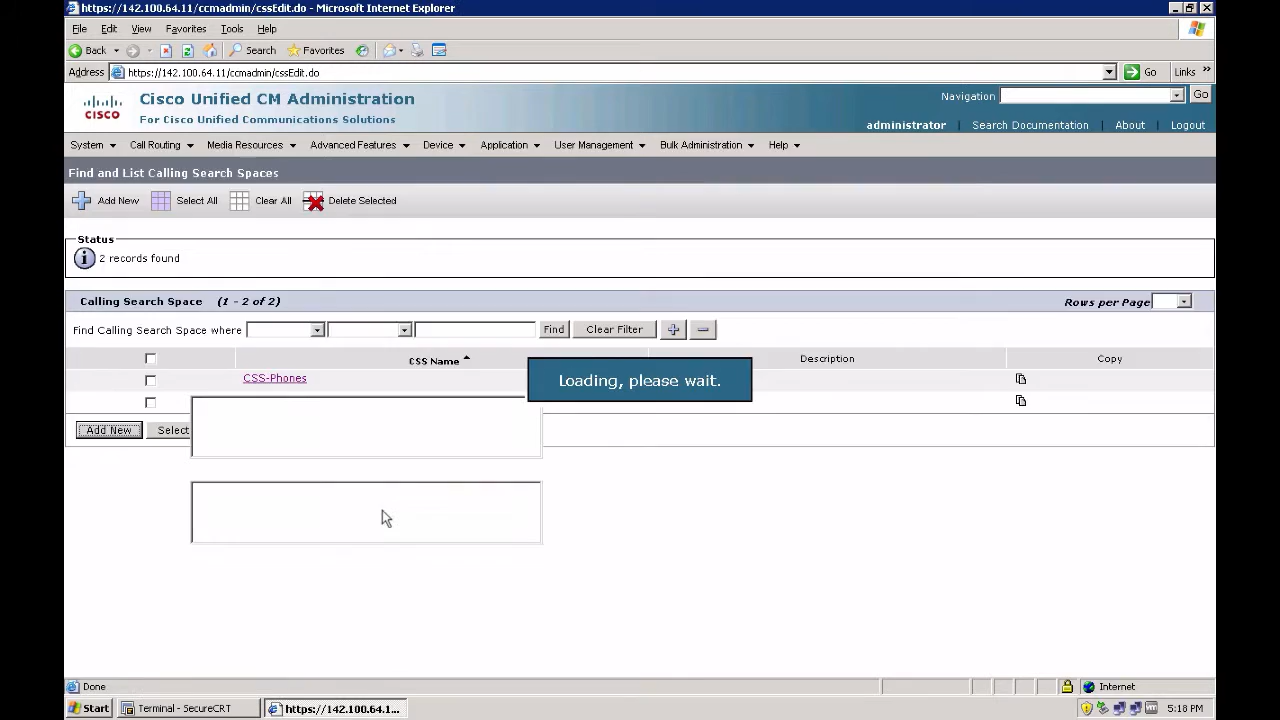 https://142.100.64.11/ccmadmin/cssEdit.do - Microsoft Internet Explorer
File Edit View Favorites Tools Help
Back Search Favorites
Address https://142.100.64.11/ccmadmin/cssEdit.do Go Links »
CISCO
Cisco Unified CM Administration
For Cisco Unified Communications Solutions
Navigation Go
administrator | Search Documentation | About | Logout
System Call Routing Media Resources Advanced Features Device Application User Management Bulk Administration Help
Find and List Calling Search Spaces
Add New Select All Clear All Delete Selected
Status
2 records found
Calling Search Space (1 - 2 of 2) Rows per Page
Find Calling Search Space where Find Clear Filter
CSS Name Description Copy
CSS-Phones
Loading, please wait.
Add New Select
Done Internet
Start Terminal - SecureCRT https://142.100.64.1... 5:18 PM